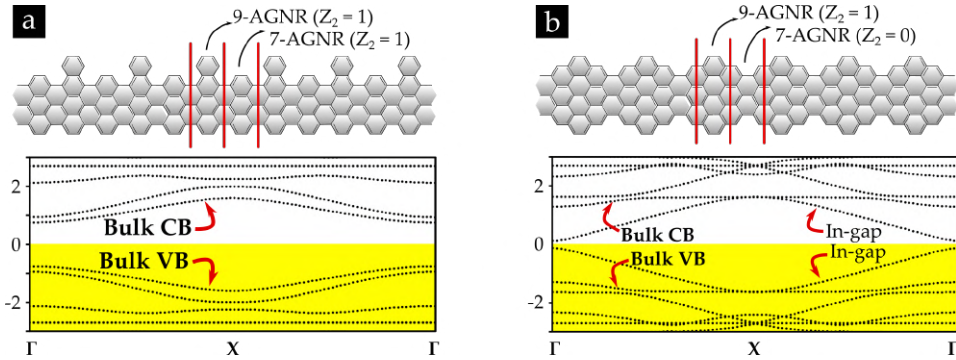 a
9-AGNR (Z2 = 1)
7-AGNR (Z2 = 1)
2
0
-2
Bulk CB
Bulk VB
Γ X Γ
b
9-AGNR (Z2 = 1)
7-AGNR (Z2 = 0)
2
0
-2
Bulk CB
Bulk VB
In-gap
In-gap
Γ X Γ